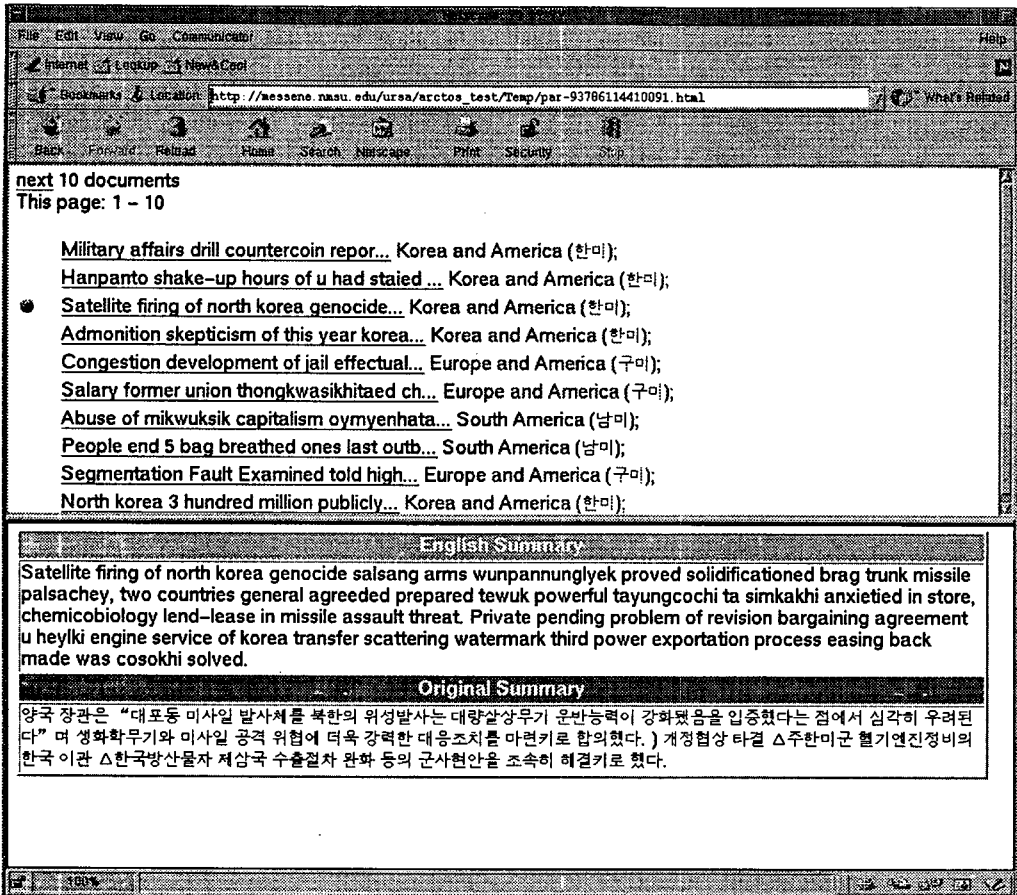 File Edit View Go Communicator Help
Internet Lookup New&Cool
Bookmarks Location: http://messene.nmsu.edu/ursa/arctos_test/Temp/par-93786114410091.html What's Related
Back Forward Reload Home Search Netscape Print Security Stop
next 10 documents
This page: 1 – 10
Military affairs drill countercoin repor... Korea and America (한미);
Hanpanto shake–up hours of u had staied ... Korea and America (한미);
Satellite firing of north korea genocide... Korea and America (한미);
Admonition skepticism of this year korea... Korea and America (한미);
Congestion development of jail effectual... Europe and America (구미);
Salary former union thongkwasikhitaed ch... Europe and America (구미);
Abuse of mikwuksik capitalism oymyenhata... South America (남미);
People end 5 bag breathed ones last outb... South America (남미);
Segmentation Fault Examined told high... Europe and America (구미);
North korea 3 hundred million publicly... Korea and America (한미);
English Summary
Satellite firing of north korea genocide salsang arms wunpannunglyek proved solidificationed brag trunk missile
palsachey, two countries general agreeded prepared tewuk powerful tayungcochi ta simkakhi anxietied in store,
chemicobiology lend–lease in missile assault threat. Private pending problem of revision bargaining agreement
u heylki engine service of korea transfer scattering watermark third power exportation process easing back
made was cosokhi solved.
Original Summary
양국 장관은 “대포동 미사일 발사체를 북한의 위성발사는 대량살상무기 운반능력이 강화됐음을 입증했다는 점에서 심각히 우려된
다” 며 생화학무기와 미사일 공격 위협에 더욱 강력한 대응조치를 마련키로 합의했다. ) 개정협상 타결 △주한미군 헬기엔진정비의
한국 이관 △한국방산물자 제삼국 수출절차 완화 등의 군사현안을 조속히 해결키로 했다.
100%